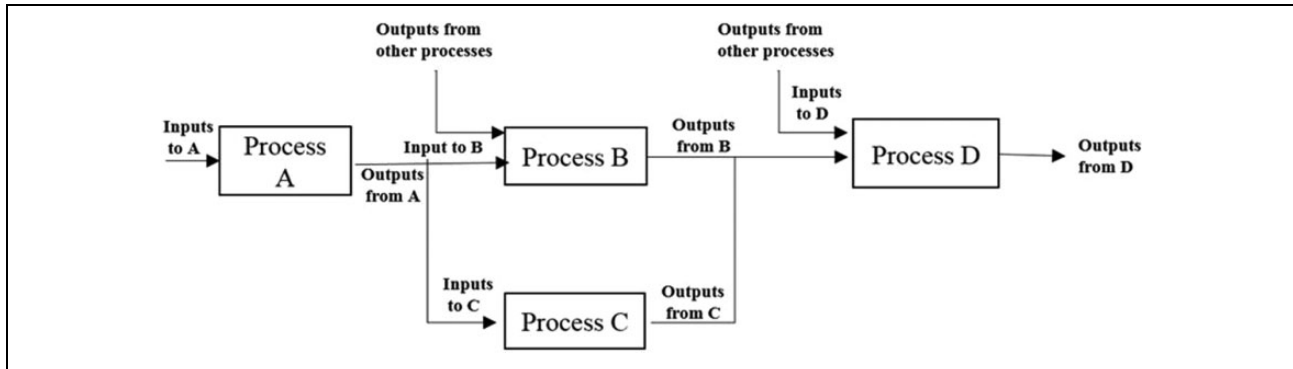 Outputs from
other processes
Outputs from
other processes
Inputs
to A
Process
A
Outputs
from A
Input to B
Process B
Outputs
from B
Inputs
to D
Process D
Outputs
from D
Inputs
to C
Process C
Outputs
from C